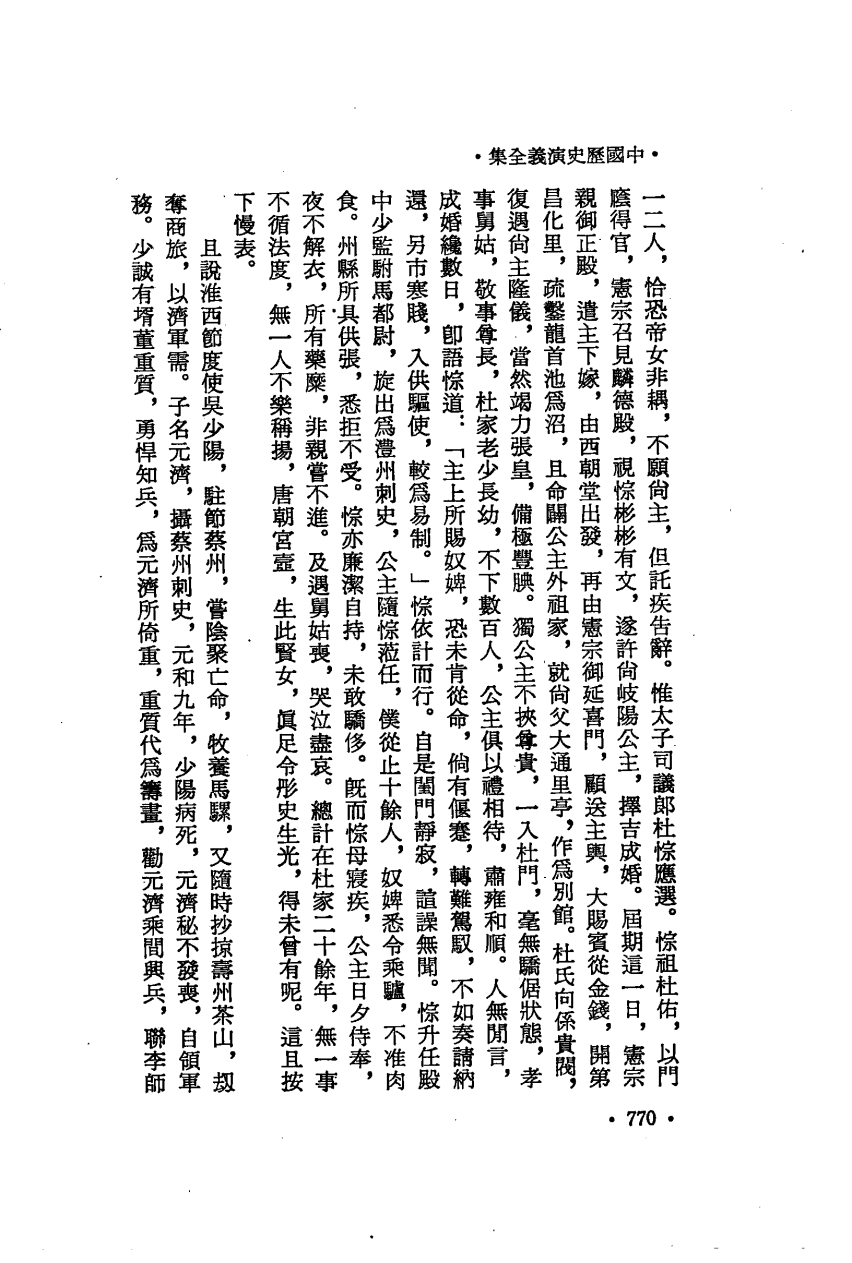 •中國歷史演義全集•
一二人，恰恐帝女非耦，不願尙主，但託疾告辭。惟太子司議郎杜悰應選。悰祖杜佑，以門
廕得官，憲宗召見麟德殿，視悰彬彬有文，遂許尙岐陽公主，擇吉成婚。屆期這一日，憲宗
親御正殿，遣主下嫁，由西朝堂出發，再由憲宗御延喜門，顧送主輿，大賜賓從金錢，開第
昌化里，疏鑿龍首池爲沼，且命闢公主外祖家，就尙父大通里亭，作爲別館。杜氏向係貴閥，
復遇尙主隆儀，當然竭力張皇，備極豐腆。獨公主不挾尊貴，一入杜門，毫無驕倨狀態，孝
事舅姑，敬事尊長，杜家老少長幼，不下數百人，公主俱以禮相待，肅雍和順。人無閒言，
成婚纔數日，卽語悰道：「主上所賜奴婢，恐未肯從命，倘有偃蹇，轉難駕馭，不如奏請納
還，另市寒賤，入供驅使，較爲易制。」悰依計而行。自是閨門靜寂，諠譟無聞。悰升任殿
中少監駙馬都尉，旋出爲澧州刺史，公主隨悰蒞任，僕從止十餘人，奴婢悉令乘驢，不准肉
食。州縣所具供張，悉拒不受。悰亦廉潔自持，未敢驕侈。旣而悰母寢疾，公主日夕侍奉，
夜不解衣，所有藥糜，非親嘗不進。及遇舅姑喪，哭泣盡哀。總計在杜家二十餘年，無一事
不循法度，無一人不樂稱揚，唐朝宮壼，生此賢女，眞足令彤史生光，得未曾有呢。這且按
下慢表。
且說淮西節度使吳少陽，駐節蔡州，嘗陰聚亡命，牧養馬騾，又隨時抄掠壽州茶山，刼
奪商旅，以濟軍需。子名元濟，攝蔡州刺史，元和九年，少陽病死，元濟秘不發喪，自領軍
務。少誠有壻董重質，勇悍知兵，爲元濟所倚重，重質代爲籌畫，勸元濟乘間興兵，聯李師
•770•